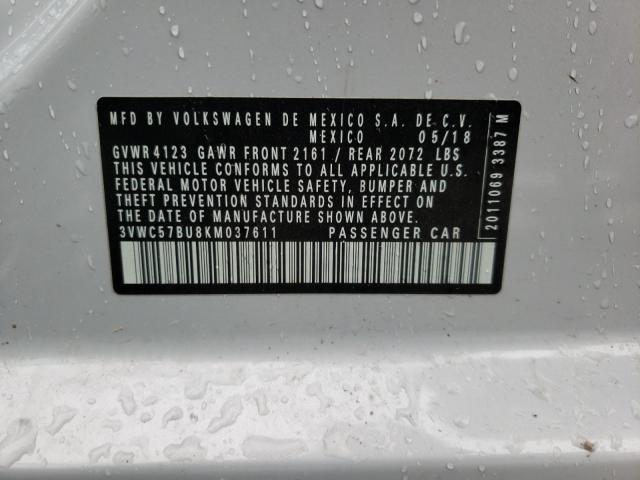 MFD BY VOLKSWAGEN DE MEXICO S.A. DE C.V.
MEXICO 05/18
GVWR 4123 GAWR FRONT 2161 / REAR 2072 LBS
THIS VEHICLE CONFORMS TO ALL APPLICABLE U.S.
FEDERAL MOTOR VEHICLE SAFETY, BUMPER AND
THEFT PREVENTION STANDARDS IN EFFECT ON
DATE OF MANUFACTURE SHOWN ABOVE.
3VWC57BU8KM037611 PASSENGER CAR
2011069 3387 M